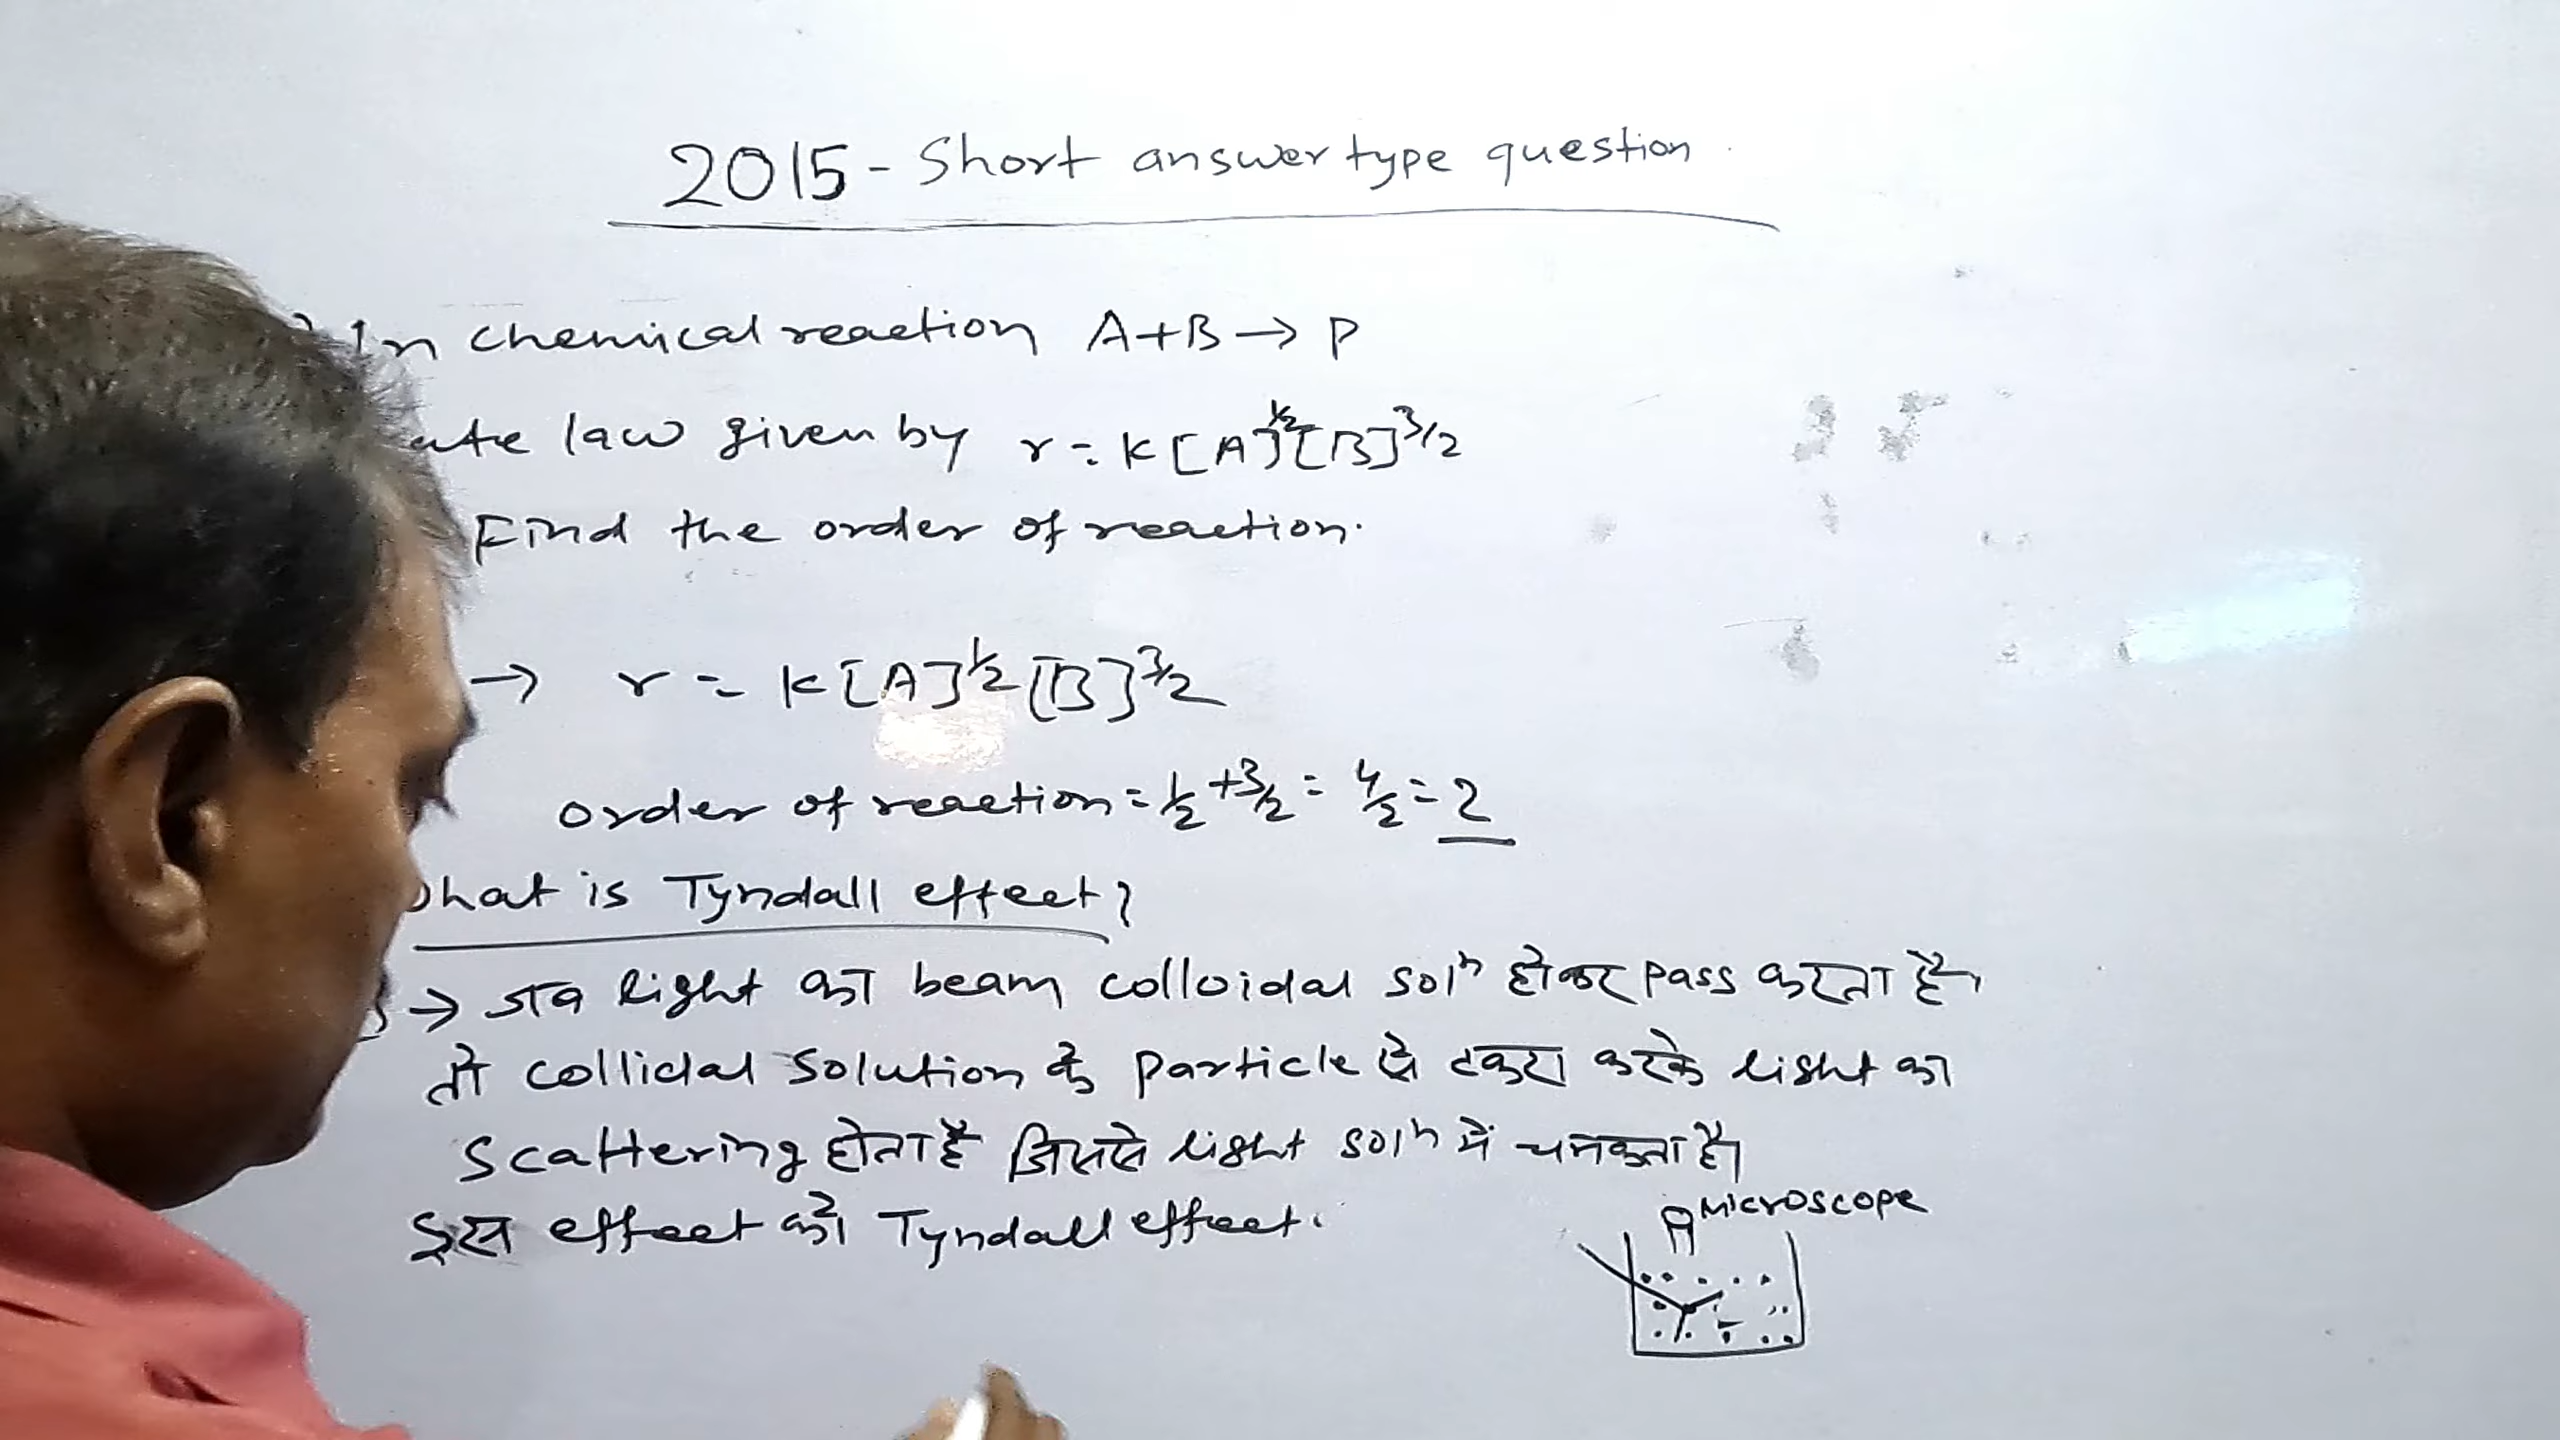 2015 - Short answer type question
In chemical reaction A+B → P
law given by r = K[A]^1/2[B]^3/2
Find the order of reaction.
→ r = K[A]^1/2 [B]^3/2
order of reaction = 1/2 + 3/2 = 4/2 = 2
is Tyndall effect?
→ जब light का beam colloidal solⁿ होकर pass करता है।
तो collidal solution के particle से टकरा करके light का
scattering होता है जिससे light solⁿ में चमकता है।
इस effect को Tyndall effect.
Microscope